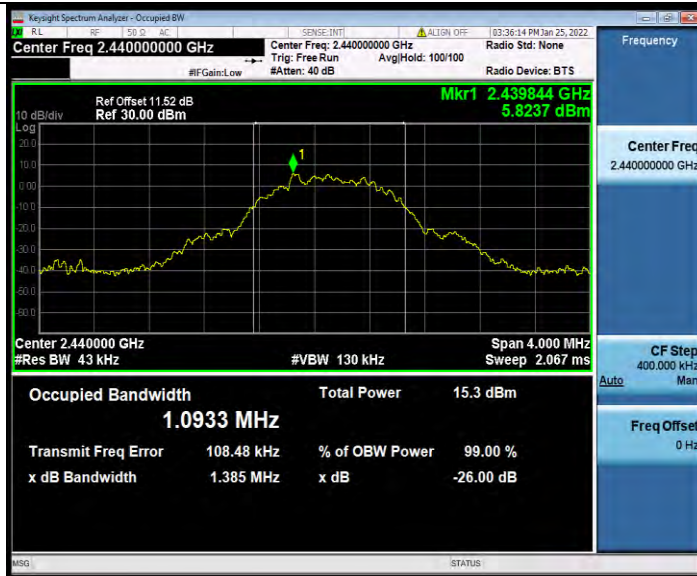 Keysight Spectrum Analyzer - Occupied BW
RL RF 50 Ω AC SENSE:INT ALIGN OFF 03:36:14 PM Jan 25, 2022
Center Freq 2.440000000 GHz
Center Freq: 2.440000000 GHz Radio Std: None
Trig: Free Run Avg|Hold: 100/100
#IFGain:Low #Atten: 40 dB Radio Device: BTS
Mkr1 2.439844 GHz
5.8237 dBm
Ref Offset 11.52 dB
10 dB/div Ref 30.00 dBm
Log
20.0
10.0
0.00
-10.0
-20.0
-30.0
-40.0
-50.0
-60.0
1
Center 2.440000 GHz Span 4.000 MHz
#Res BW 43 kHz #VBW 130 kHz Sweep 2.067 ms
Occupied Bandwidth Total Power 15.3 dBm
1.0933 MHz
Transmit Freq Error 108.48 kHz % of OBW Power 99.00 %
x dB Bandwidth 1.385 MHz x dB -26.00 dB
MSG STATUS
Frequency
Center Freq
2.440000000 GHz
CF Step
400.000 kHz
Auto Man
Freq Offset
0 Hz